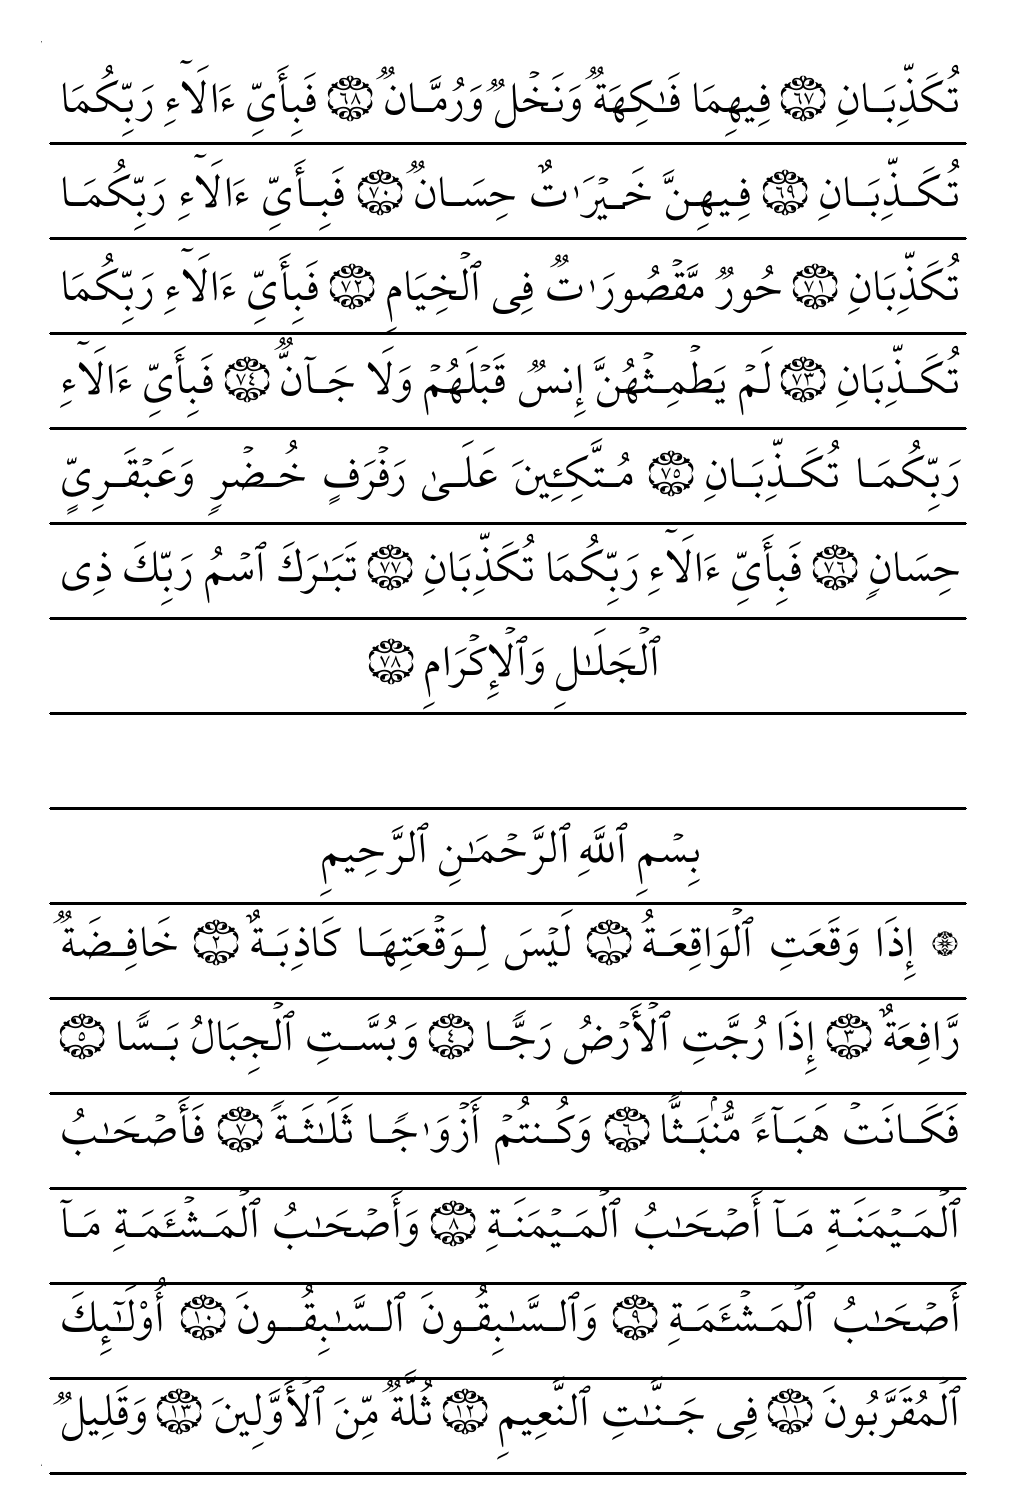 تُكَذِّبَانِ ٦٧ فِيهِمَا فَـٰكِهَةٌ وَنَخْلٌ وَرُمَّانٌ ٦٨ فَبِأَىِّ ءَالَآءِ رَبِّكُمَا
تُكَذِّبَانِ ٦٩ فِيهِنَّ خَيْرَٰتٌ حِسَانٌ ٧٠ فَبِأَىِّ ءَالَآءِ رَبِّكُمَا
تُكَذِّبَانِ ٧١ حُورٌ مَّقْصُورَٰتٌ فِى ٱلْخِيَامِ ٧٢ فَبِأَىِّ ءَالَآءِ رَبِّكُمَا
تُكَذِّبَانِ ٧٣ لَمْ يَطْمِثْهُنَّ إِنسٌ قَبْلَهُمْ وَلَا جَآنٌّ ٧٤ فَبِأَىِّ ءَالَآءِ
رَبِّكُمَا تُكَذِّبَانِ ٧٥ مُتَّكِـِٔينَ عَلَىٰ رَفْرَفٍ خُضْرٍ وَعَبْقَرِىٍّ
حِسَانٍ ٧٦ فَبِأَىِّ ءَالَآءِ رَبِّكُمَا تُكَذِّبَانِ ٧٧ تَبَـٰرَكَ ٱسْمُ رَبِّكَ ذِى
ٱلْجَلَـٰلِ وَٱلْإِكْرَامِ ٧٨
بِسْمِ ٱللَّهِ ٱلرَّحْمَـٰنِ ٱلرَّحِيمِ
۞ إِذَا وَقَعَتِ ٱلْوَاقِعَةُ ١ لَيْسَ لِوَقْعَتِهَا كَاذِبَةٌ ٢ خَافِضَةٌ
رَّافِعَةٌ ٣ إِذَا رُجَّتِ ٱلْأَرْضُ رَجًّا ٤ وَبُسَّتِ ٱلْجِبَالُ بَسًّا ٥
فَكَانَتْ هَبَآءً مُّنۢبَثًّا ٦ وَكُنتُمْ أَزْوَٰجًا ثَلَـٰثَةً ٧ فَأَصْحَـٰبُ
ٱلْمَيْمَنَةِ مَآ أَصْحَـٰبُ ٱلْمَيْمَنَةِ ٨ وَأَصْحَـٰبُ ٱلْمَشْـَٔمَةِ مَآ
أَصْحَـٰبُ ٱلْمَشْـَٔمَةِ ٩ وَٱلسَّـٰبِقُونَ ٱلسَّـٰبِقُونَ ١٠ أُو۟لَـٰٓئِكَ
ٱلْمُقَرَّبُونَ ١١ فِى جَنَّـٰتِ ٱلنَّعِيمِ ١٢ ثُلَّةٌ مِّنَ ٱلْأَوَّلِينَ ١٣ وَقَلِيلٌ